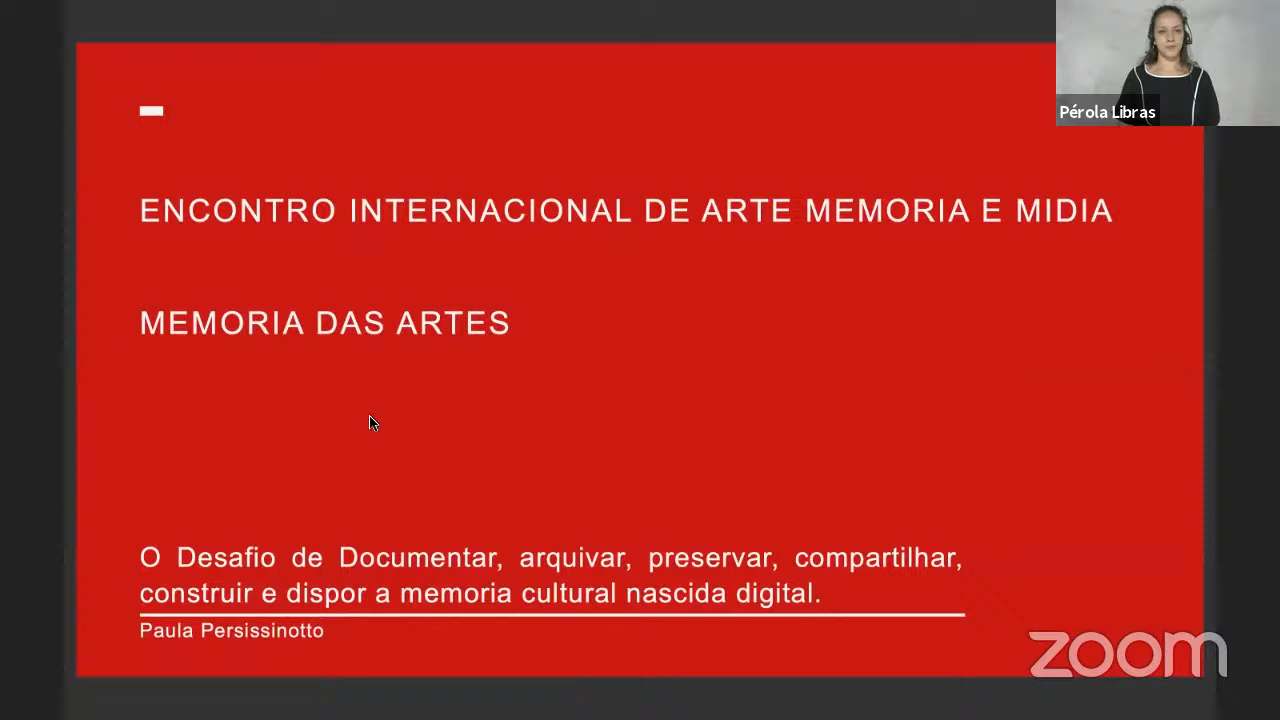 Pérola Libras
ENCONTRO INTERNACIONAL DE ARTE MEMORIA E MIDIA
MEMORIA DAS ARTES
O Desafio de Documentar, arquivar, preservar, compartilhar,
construir e dispor a memoria cultural nascida digital.
Paula Persissinotto
zoom